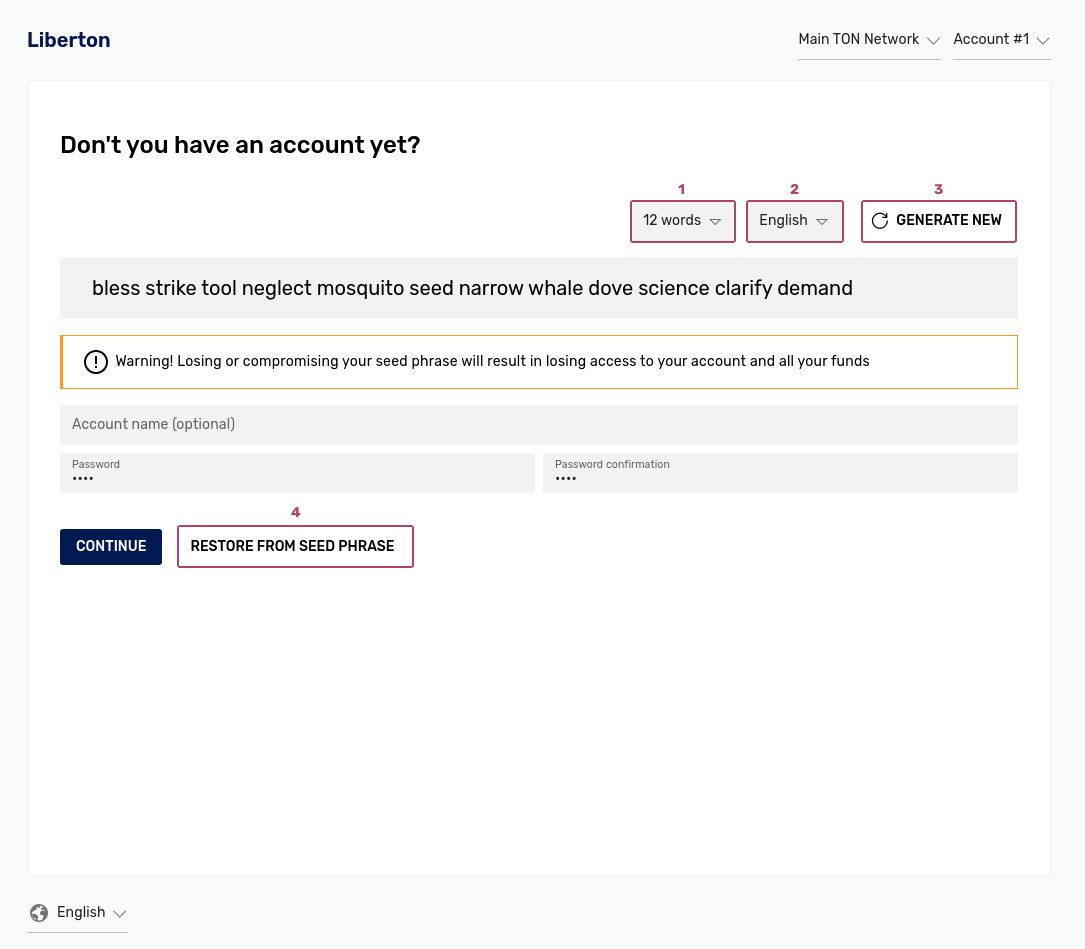 Liberton
Main TON Network
Account #1
Don't you have an account yet?
1
2
3
12 words
English
GENERATE NEW
bless strike tool neglect mosquito seed narrow whale dove science clarify demand
Warning! Losing or compromising your seed phrase will result in losing access to your account and all your funds
Account name (optional)
Password
••••
Password confirmation
••••
4
CONTINUE
RESTORE FROM SEED PHRASE
English